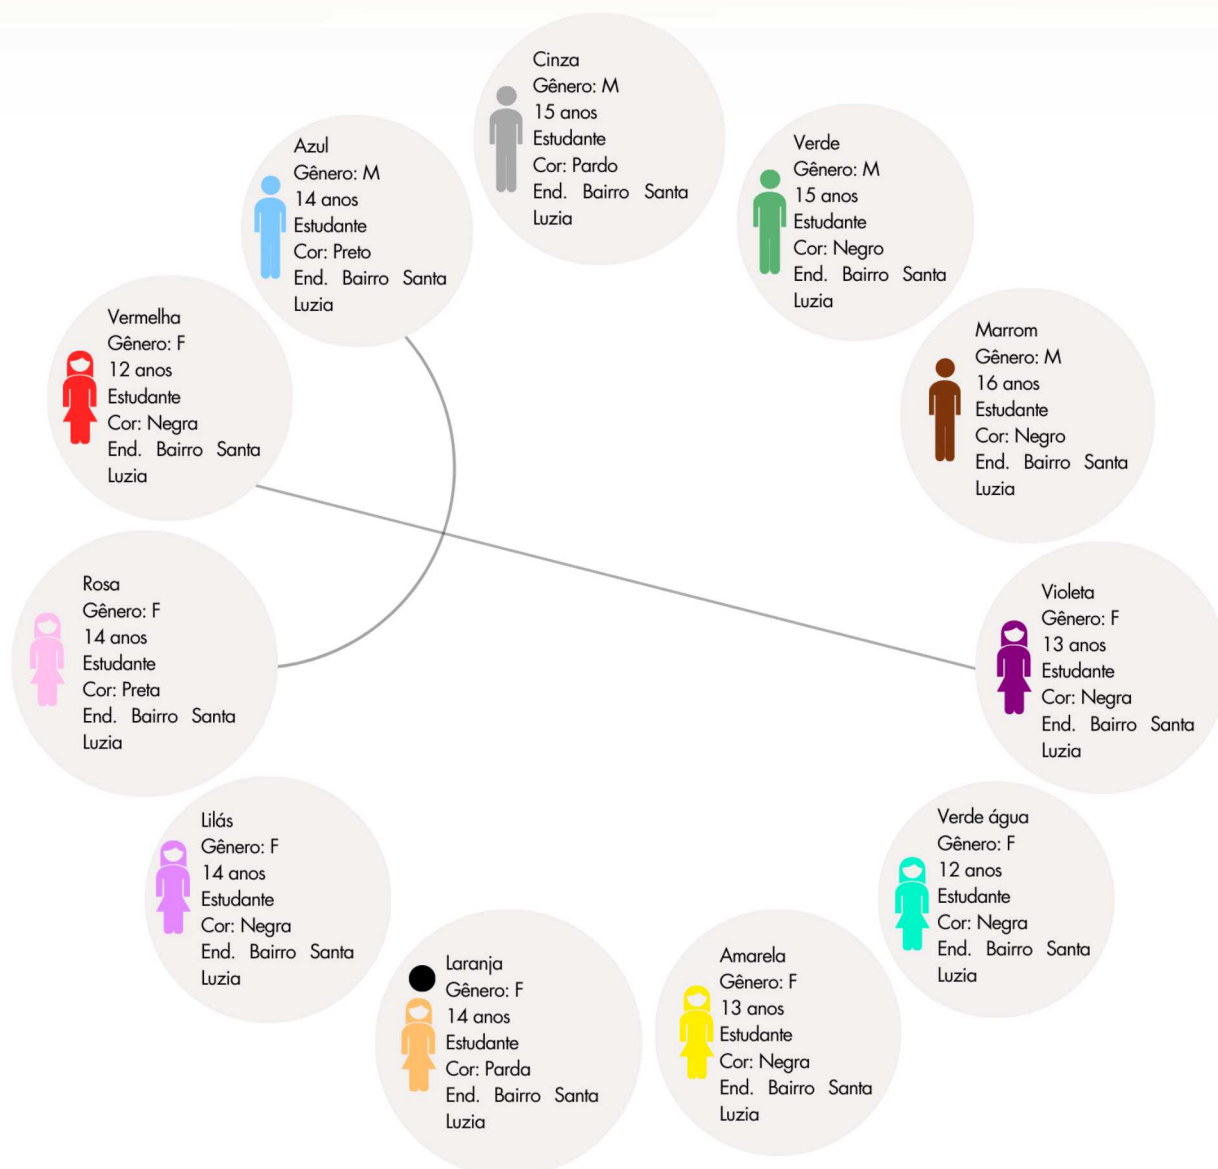 Cinza
Gênero: M
15 anos
Estudante
Cor: Pardo
End. Bairro Santa
Luzia
Verde
Gênero: M
15 anos
Estudante
Cor: Negro
End. Bairro Santa
Luzia
Marrom
Gênero: M
16 anos
Estudante
Cor: Negro
End. Bairro Santa
Luzia
Violeta
Gênero: F
13 anos
Estudante
Cor: Negra
End. Bairro Santa
Luzia
Verde água
Gênero: F
12 anos
Estudante
Cor: Negra
End. Bairro Santa
Luzia
Amarela
Gênero: F
13 anos
Estudante
Cor: Negra
End. Bairro Santa
Luzia
Laranja
Gênero: F
14 anos
Estudante
Cor: Parda
End. Bairro Santa
Luzia
Lilás
Gênero: F
14 anos
Estudante
Cor: Negra
End. Bairro Santa
Luzia
Rosa
Gênero: F
14 anos
Estudante
Cor: Preta
End. Bairro Santa
Luzia
Vermelha
Gênero: F
12 anos
Estudante
Cor: Negra
End. Bairro Santa
Luzia
Azul
Gênero: M
14 anos
Estudante
Cor: Preto
End. Bairro Santa
Luzia